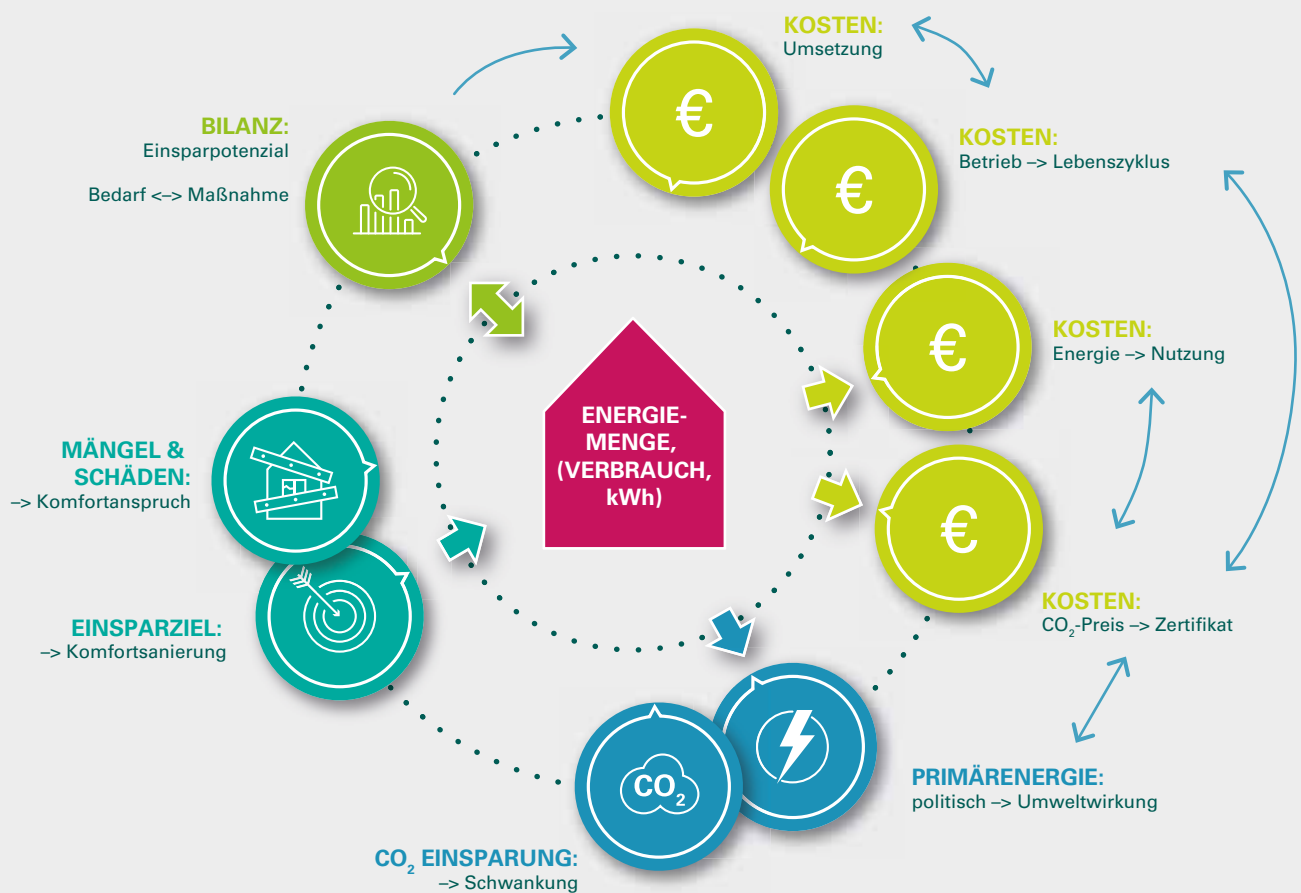 KOSTEN:
Umsetzung
€
BILANZ:
Einsparpotenzial
Bedarf <–> Maßnahme
KOSTEN:
Betrieb –> Lebenszyklus
€
KOSTEN:
Energie –> Nutzung
€
ENERGIE-
MENGE,
(VERBRAUCH,
kWh)
MÄNGEL &
SCHÄDEN:
–> Komfortanspruch
€
KOSTEN:
CO₂-Preis –> Zertifikat
EINSPARZIEL:
–> Komfortsanierung
PRIMÄRENERGIE:
politisch –> Umweltwirkung
CO₂
CO₂ EINSPARUNG:
–> Schwankung